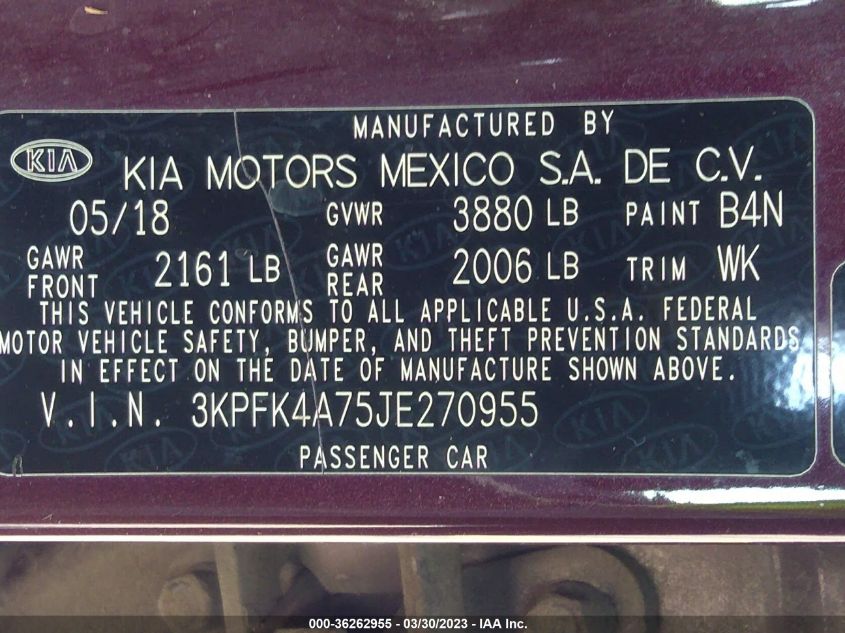 MANUFACTURED BY
KIA KIA MOTORS MEXICO S.A. DE C.V.
05/18 GVWR 3880 LB PAINT B4N
GAWR FRONT 2161 LB GAWR REAR 2006 LB TRIM WK
THIS VEHICLE CONFORMS TO ALL APPLICABLE U.S.A. FEDERAL
MOTOR VEHICLE SAFETY, BUMPER, AND THEFT PREVENTION STANDARDS
IN EFFECT ON THE DATE OF MANUFACTURE SHOWN ABOVE.
V.I.N. 3KPFK4A75JE270955
PASSENGER CAR
000-36262955 — 03/30/2023 — IAA Inc.